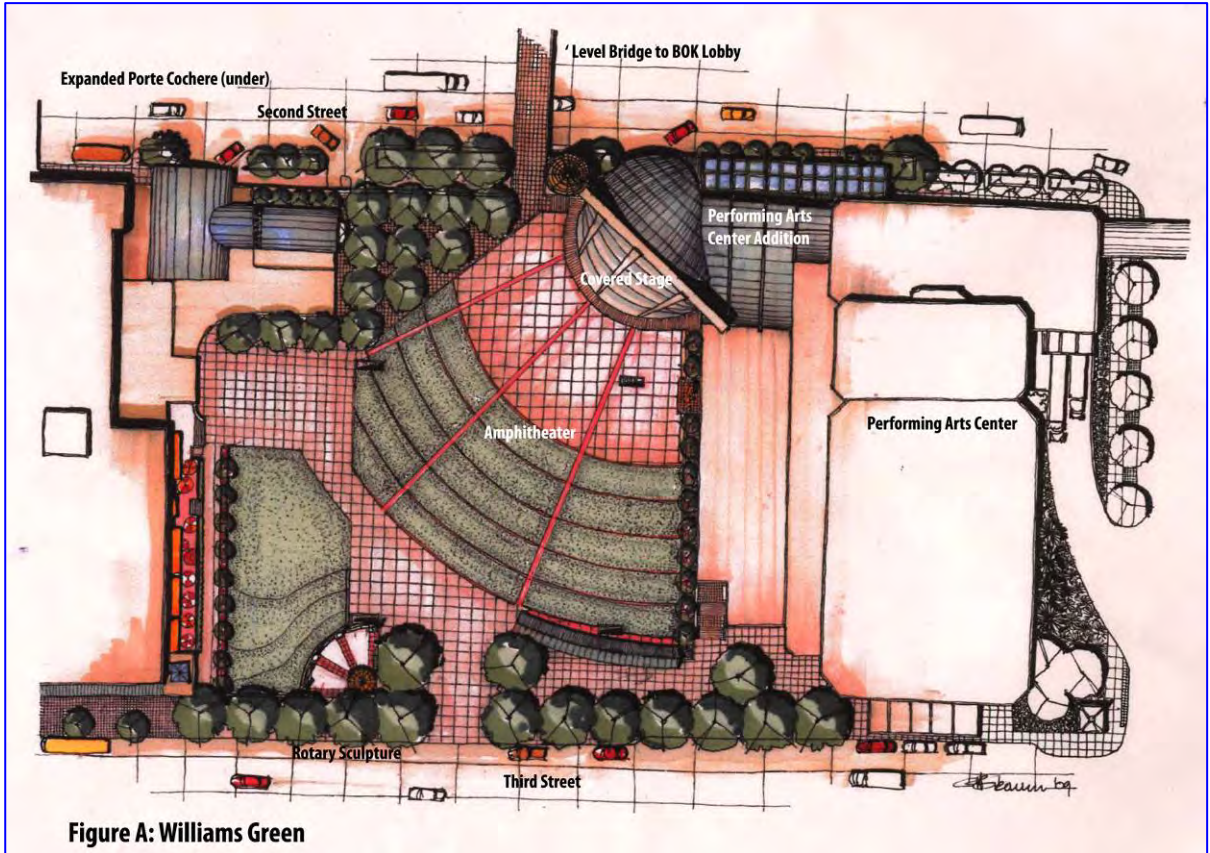 ' Level Bridge to BOK Lobby
Expanded Porte Cochere (under)
Second Street
Performing Arts
Center Addition
Covered Stage
Amphitheater
Performing Arts Center
Rotary Sculpture
Third Street
Figure A: Williams Green